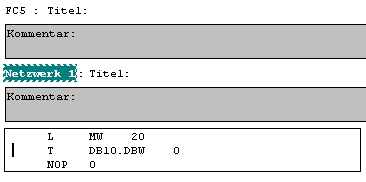 FC5 : Titel:
Kommentar:
Netzwerk 1: Titel:
Kommentar:
L MW 20
T DB10.DBW 0
NOP 0